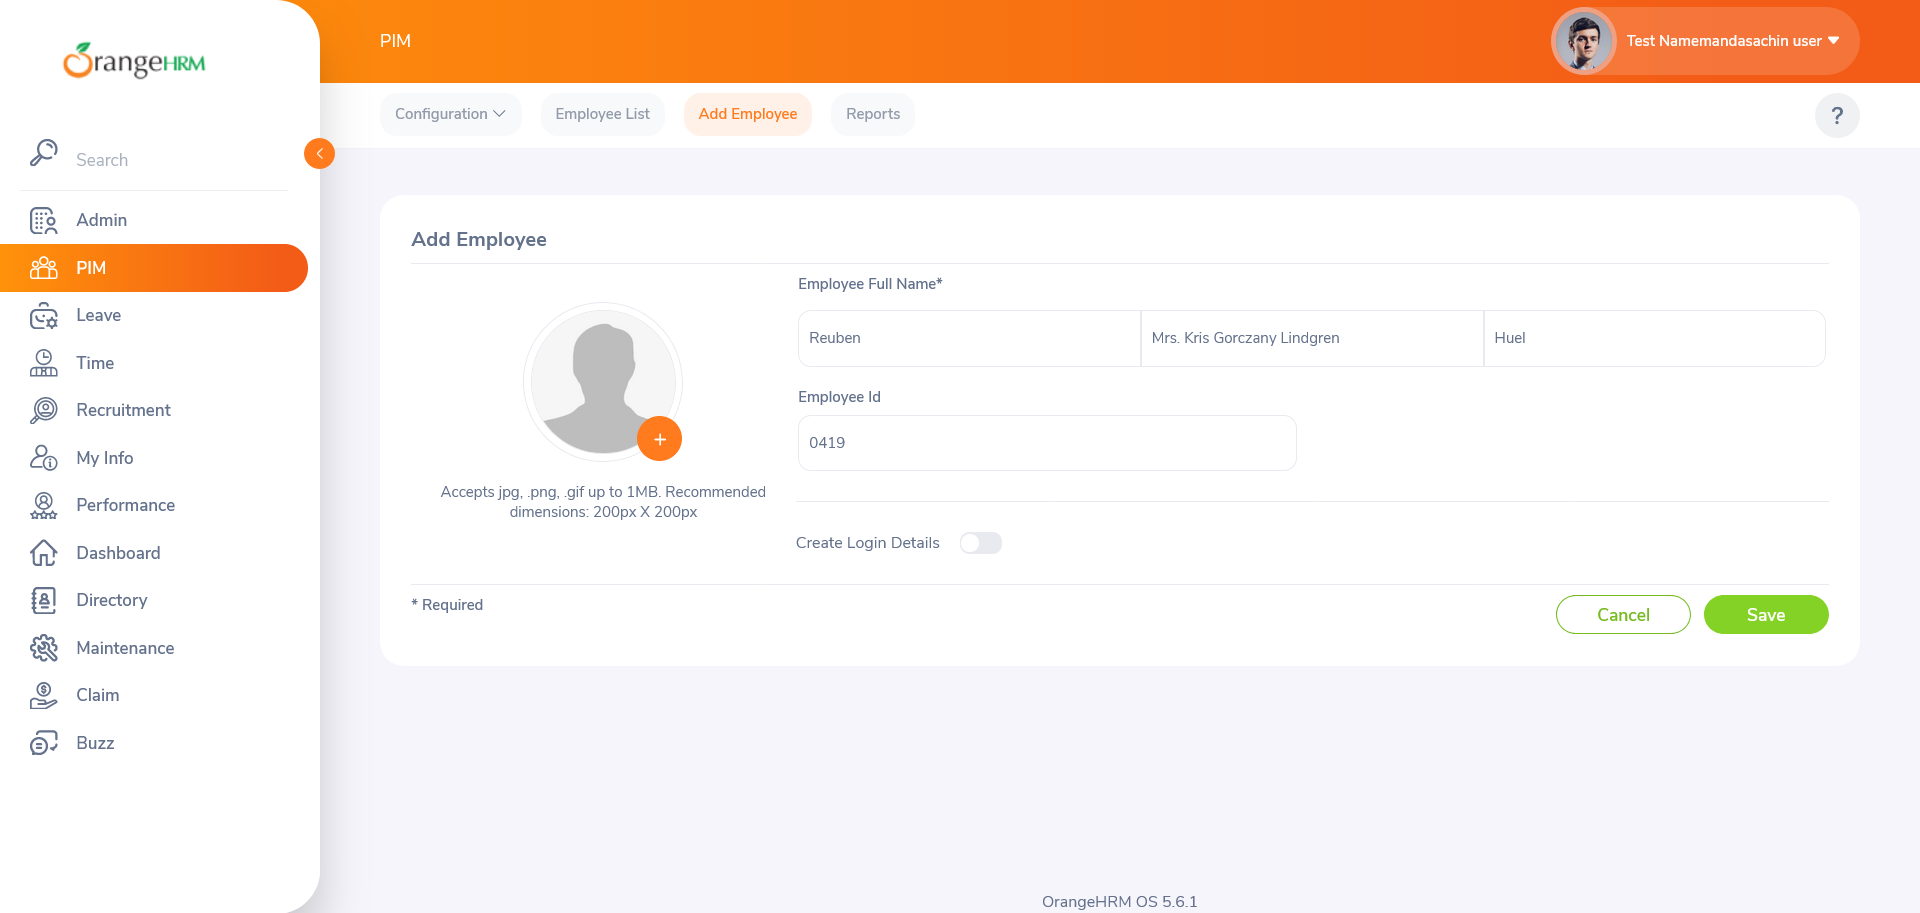 OrangeHRM
Search
Admin
PIM
Leave
Time
Recruitment
My Info
Performance
Dashboard
Directory
Maintenance
Claim
Buzz
PIM
Test Namemandasachin user
Configuration
Employee List
Add Employee
Reports
?
Add Employee
Accepts jpg, .png, .gif up to 1MB. Recommended
dimensions: 200px X 200px
Employee Full Name*
Reuben
Mrs. Kris Gorczany Lindgren
Huel
Employee Id
0419
Create Login Details
* Required
Cancel
Save
OrangeHRM OS 5.6.1